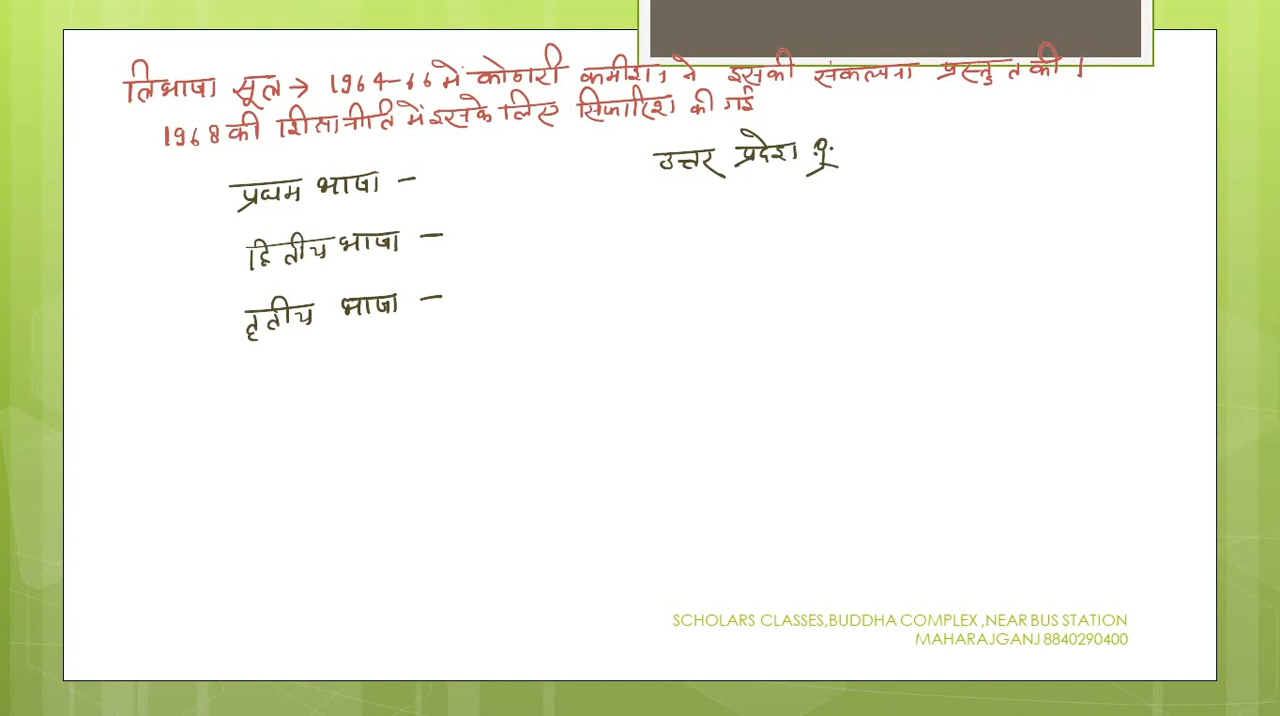 त्रिभाषा सूत्र → 1964-66 में कोठारी कमीशन ने इसकी संकल्पना प्रस्तुत की।
1968 की शिक्षा नीति में इसके लिए सिफारिश की गई
उत्तर प्रदेश
प्रथम भाषा -
द्वितीय भाषा -
तृतीय भाषा -
SCHOLARS CLASSES,BUDDHA COMPLEX ,NEAR BUS STATION
MAHARAJGANJ 8840290400